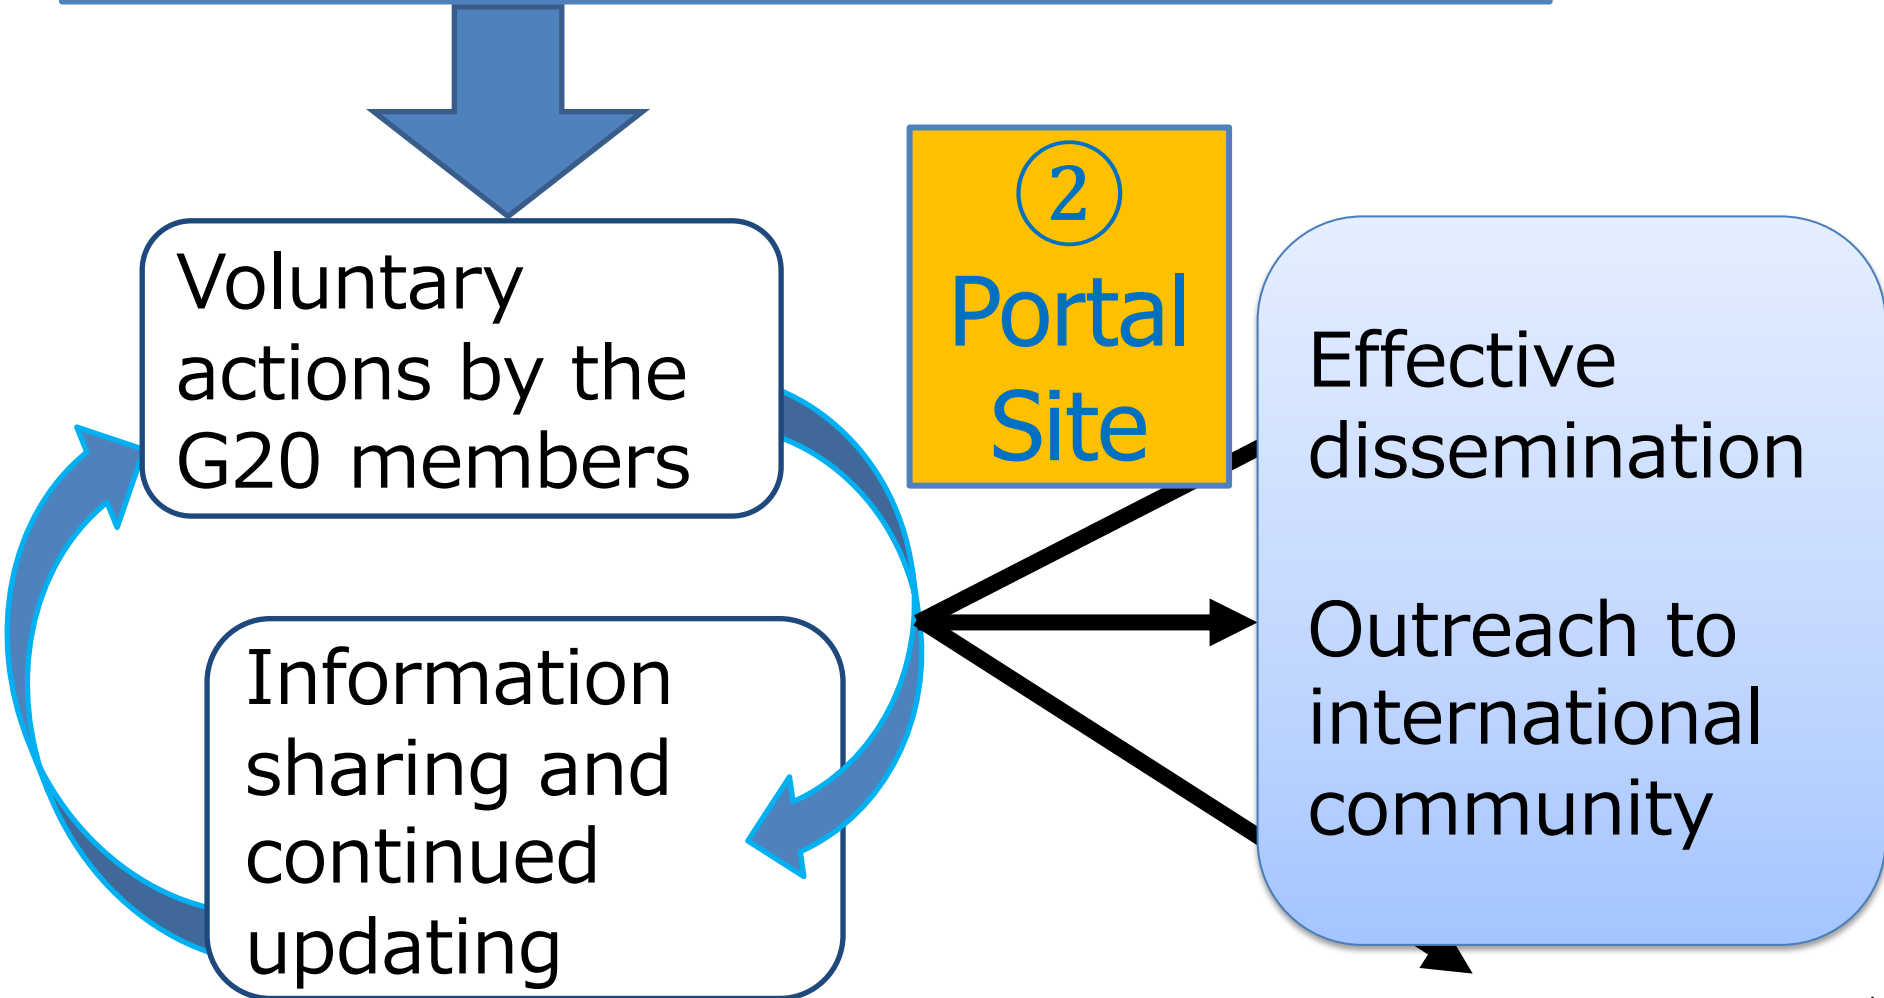 Voluntary
actions by the
G20 members
②
Portal
Site
Effective
dissemination
Outreach to
international
community
Information
sharing and
continued
updating